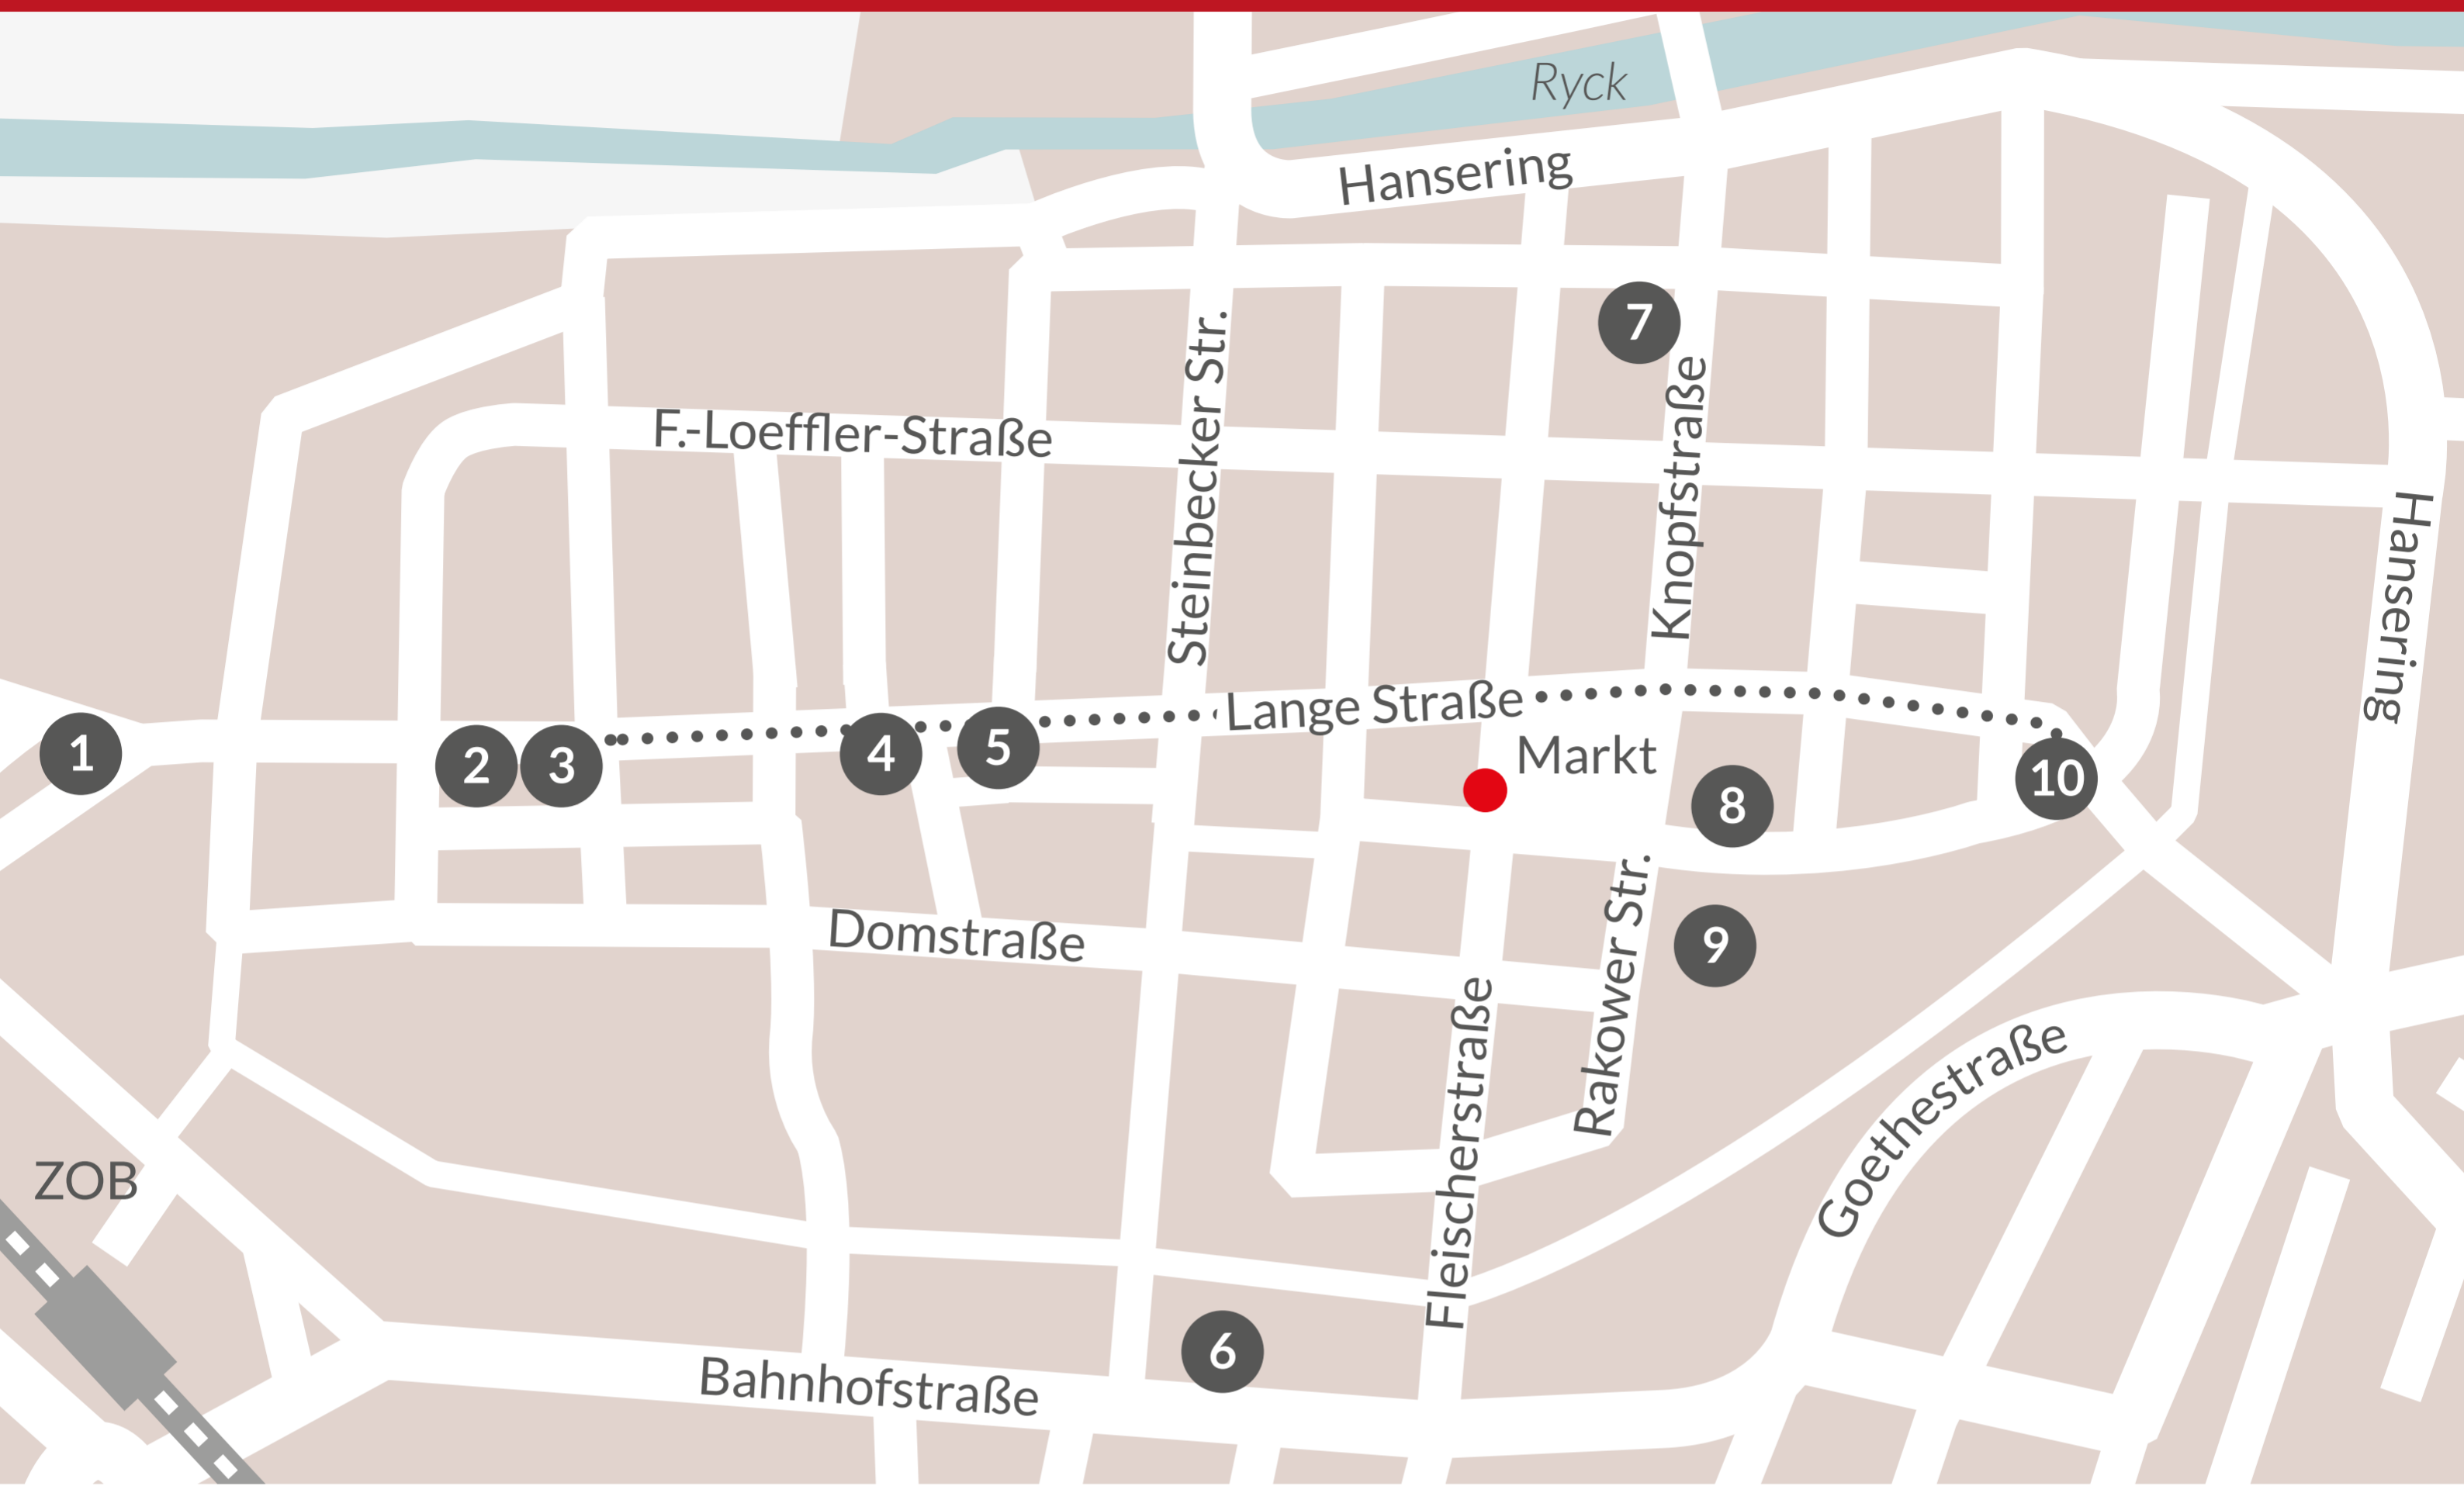 Ryck
Hansering
7
F.-Loeffler-Straße
Steinbecker Str.
Knopfstraße
Hansering
Lange Straße
1
2
3
4
5
Markt
8
10
Domstraße
Rakower Str.
9
Fleischerstraße
Goethestraße
ZOB
6
Bahnhofstraße